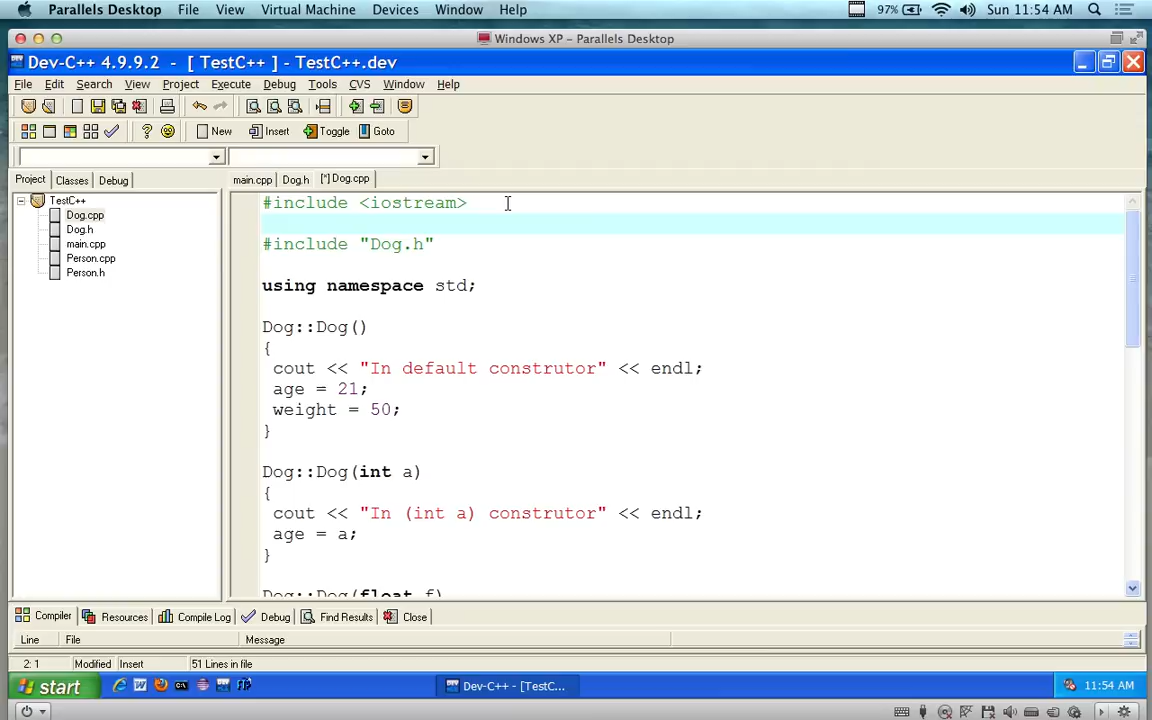 Parallels Desktop File View Virtual Machine Devices Window Help 97% Sun 11:54 AM
Windows XP – Parallels Desktop
Dev-C++ 4.9.9.2 - [ TestC++ ] - TestC++.dev
File Edit Search View Project Execute Debug Tools CVS Window Help
New Insert Toggle Goto
Project Classes Debug main.cpp Dog.h [*] Dog.cpp
TestC++
Dog.cpp
Dog.h
main.cpp
Person.cpp
Person.h
#include <iostream>
#include "Dog.h"
using namespace std;
Dog::Dog()
{
cout << "In default construtor" << endl;
age = 21;
weight = 50;
}
Dog::Dog(int a)
{
cout << "In (int a) construtor" << endl;
age = a;
}
Dog::Dog(float f)
Compiler Resources Compile Log Debug Find Results Close
Line File Message
2: 1 Modified Insert 51 Lines in file
start Dev-C++ - [TestC... 11:54 AM